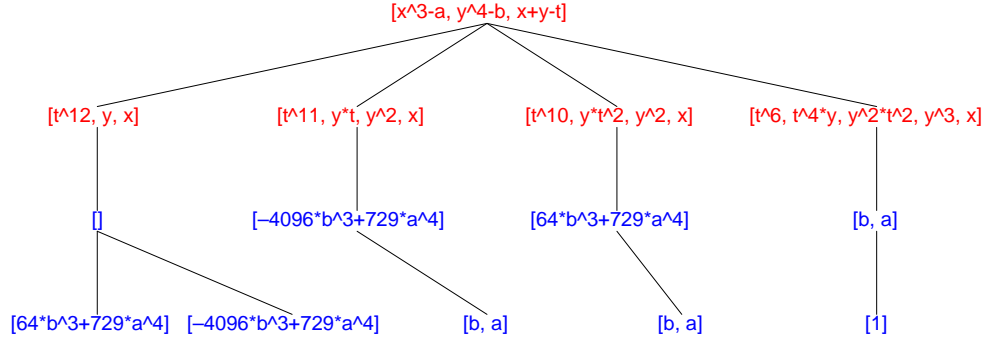 [x^3-a, y^4-b, x+y-t]
[t^12, y, x] [t^11, y*t, y^2, x] [t^10, y*t^2, y^2, x] [t^6, t^4*y, y^2*t^2, y^3, x]
[] [–4096*b^3+729*a^4] [64*b^3+729*a^4] [b, a]
[64*b^3+729*a^4] [–4096*b^3+729*a^4] [b, a] [b, a] [1]